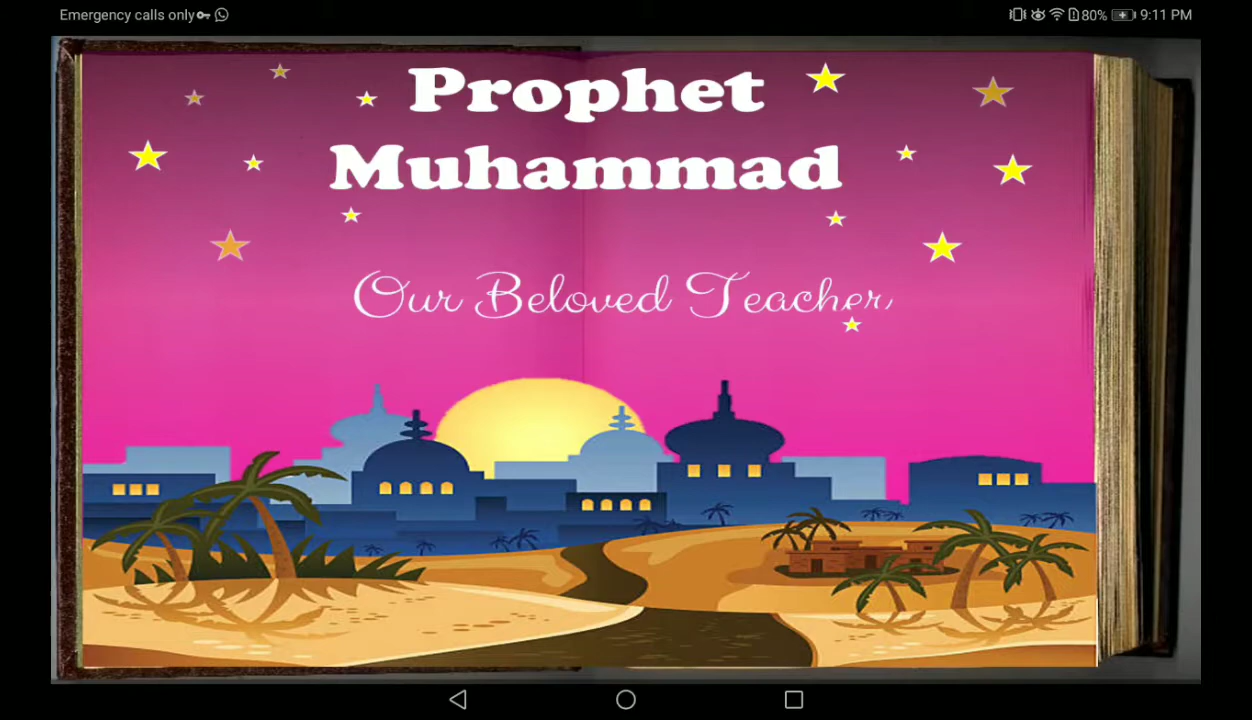 Emergency calls only
80% 9:11 PM
Prophet
Muhammad
Our Beloved Teacher